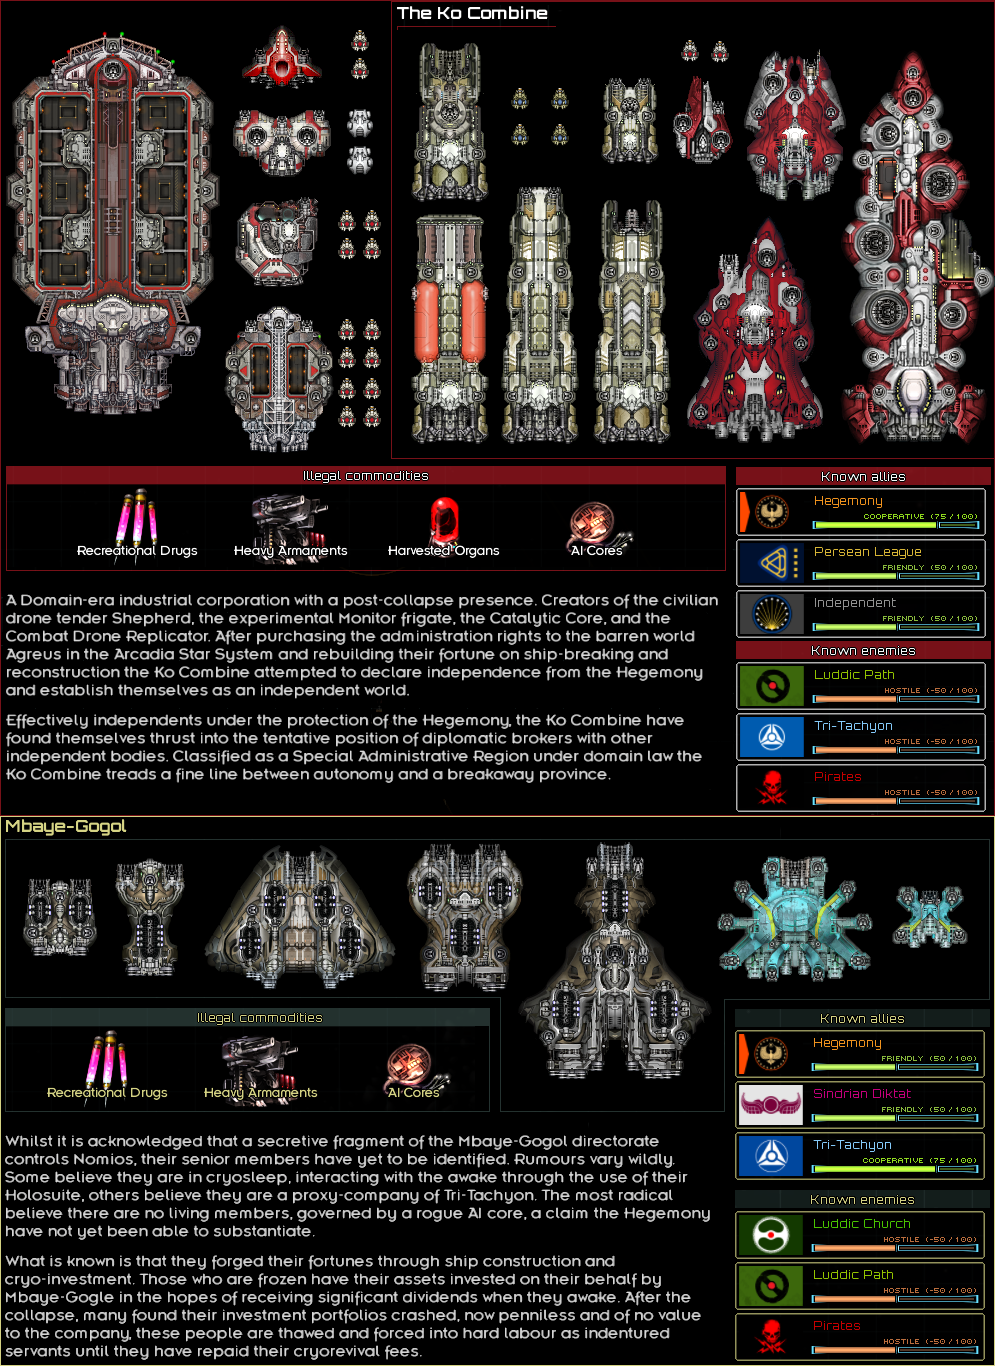 The Ko Combine
Illegal commodities
Recreational Drugs
Heavy Armaments
Harvested Organs
AI Cores
Known allies
Hegemony
COOPERATIVE (75 / 100)
Persean League
FRIENDLY (50 / 100)
Independent
FRIENDLY (50 / 100)
Known enemies
Luddic Path
HOSTILE (-50 / 100)
Tri-Tachyon
HOSTILE (-50 / 100)
Pirates
HOSTILE (-50 / 100)
A Domain-era industrial corporation with a post-collapse presence. Creators of the civilian
drone tender Shepherd, the experimental Monitor frigate, the Catalytic Core, and the
Combat Drone Replicator. After purchasing the administration rights to the barren world
Agreus in the Arcadia Star System and rebuilding their fortune on ship-breaking and
reconstruction the Ko Combine attempted to declare independence from the Hegemony
and establish themselves as an independent world.
Effectively independents under the protection of the Hegemony, the Ko Combine have
found themselves thrust into the tentative position of diplomatic brokers with other
independent bodies. Classified as a Special Administrative Region under domain law the
Ko Combine treads a fine line between autonomy and a breakaway province.
Mbaye-Gogol
Illegal commodities
Recreational Drugs
Heavy Armaments
AI Cores
Known allies
Hegemony
FRIENDLY (50 / 100)
Sindrian Diktat
FRIENDLY (50 / 100)
Tri-Tachyon
COOPERATIVE (75 / 100)
Known enemies
Luddic Church
HOSTILE (-50 / 100)
Luddic Path
HOSTILE (-50 / 100)
Pirates
HOSTILE (-50 / 100)
Whilst it is acknowledged that a secretive fragment of the Mbaye-Gogol directorate
controls Nomios, their senior members have yet to be identified. Rumours vary wildly.
Some believe they are in cryosleep, interacting with the awake through the use of their
Holosuite, others believe they are a proxy-company of Tri-Tachyon. The most radical
believe there are no living members, governed by a rogue AI core, a claim the Hegemony
have not yet been able to substantiate.
What is known is that they forged their fortunes through ship construction and
cryo-investment. Those who are frozen have their assets invested on their behalf by
Mbaye-Gogle in the hopes of receiving significant dividends when they awake. After the
collapse, many found their investment portfolios crashed, now penniless and of no value
to the company, these people are thawed and forced into hard labour as indentured
servants until they have repaid their cryorevival fees.